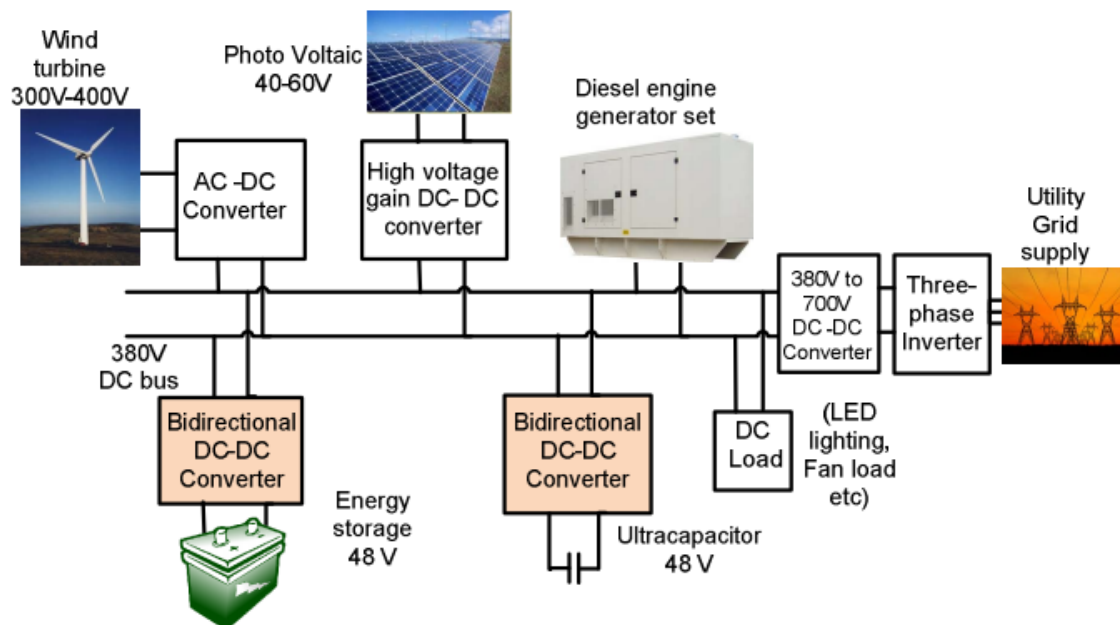 Wind
turbine
300V-400V
Photo Voltaic
40-60V
Diesel engine
generator set
AC -DC
Converter
High voltage
gain DC- DC
converter
Utility
Grid
supply
380V to
700V
DC -DC
Converter
Three-
phase
Inverter
380V
DC bus
Bidirectional
DC-DC
Converter
Bidirectional
DC-DC
Converter
DC
Load
(LED
lighting,
Fan load
etc)
Energy
storage
48 V
Ultracapacitor
48 V